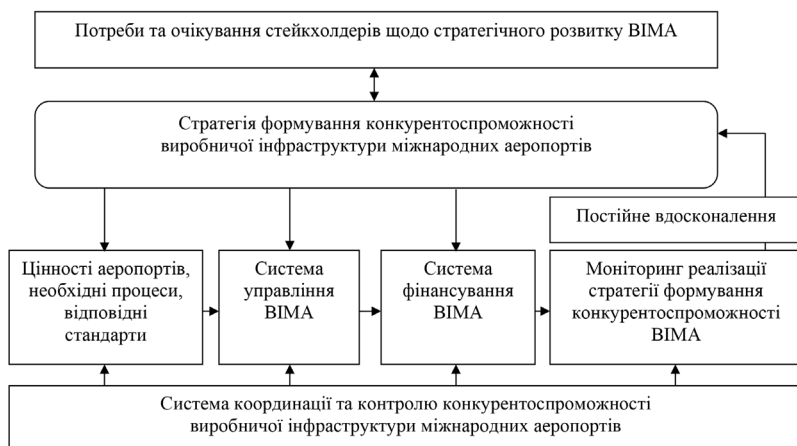 Потреби та очікування стейкхолдерів щодо стратегічного розвитку ВІМА
Стратегія формування конкурентоспроможності
виробничої інфраструктури міжнародних аеропортів
Постійне вдосконалення
Цінності аеропортів,
необхідні процеси,
відповідні
стандарти
Система
управління
ВІМА
Система
фінансування
ВІМА
Моніторинг реалізації
стратегії формування
конкурентоспроможності
ВІМА
Система координації та контролю конкурентоспроможності
виробничої інфраструктури міжнародних аеропортів